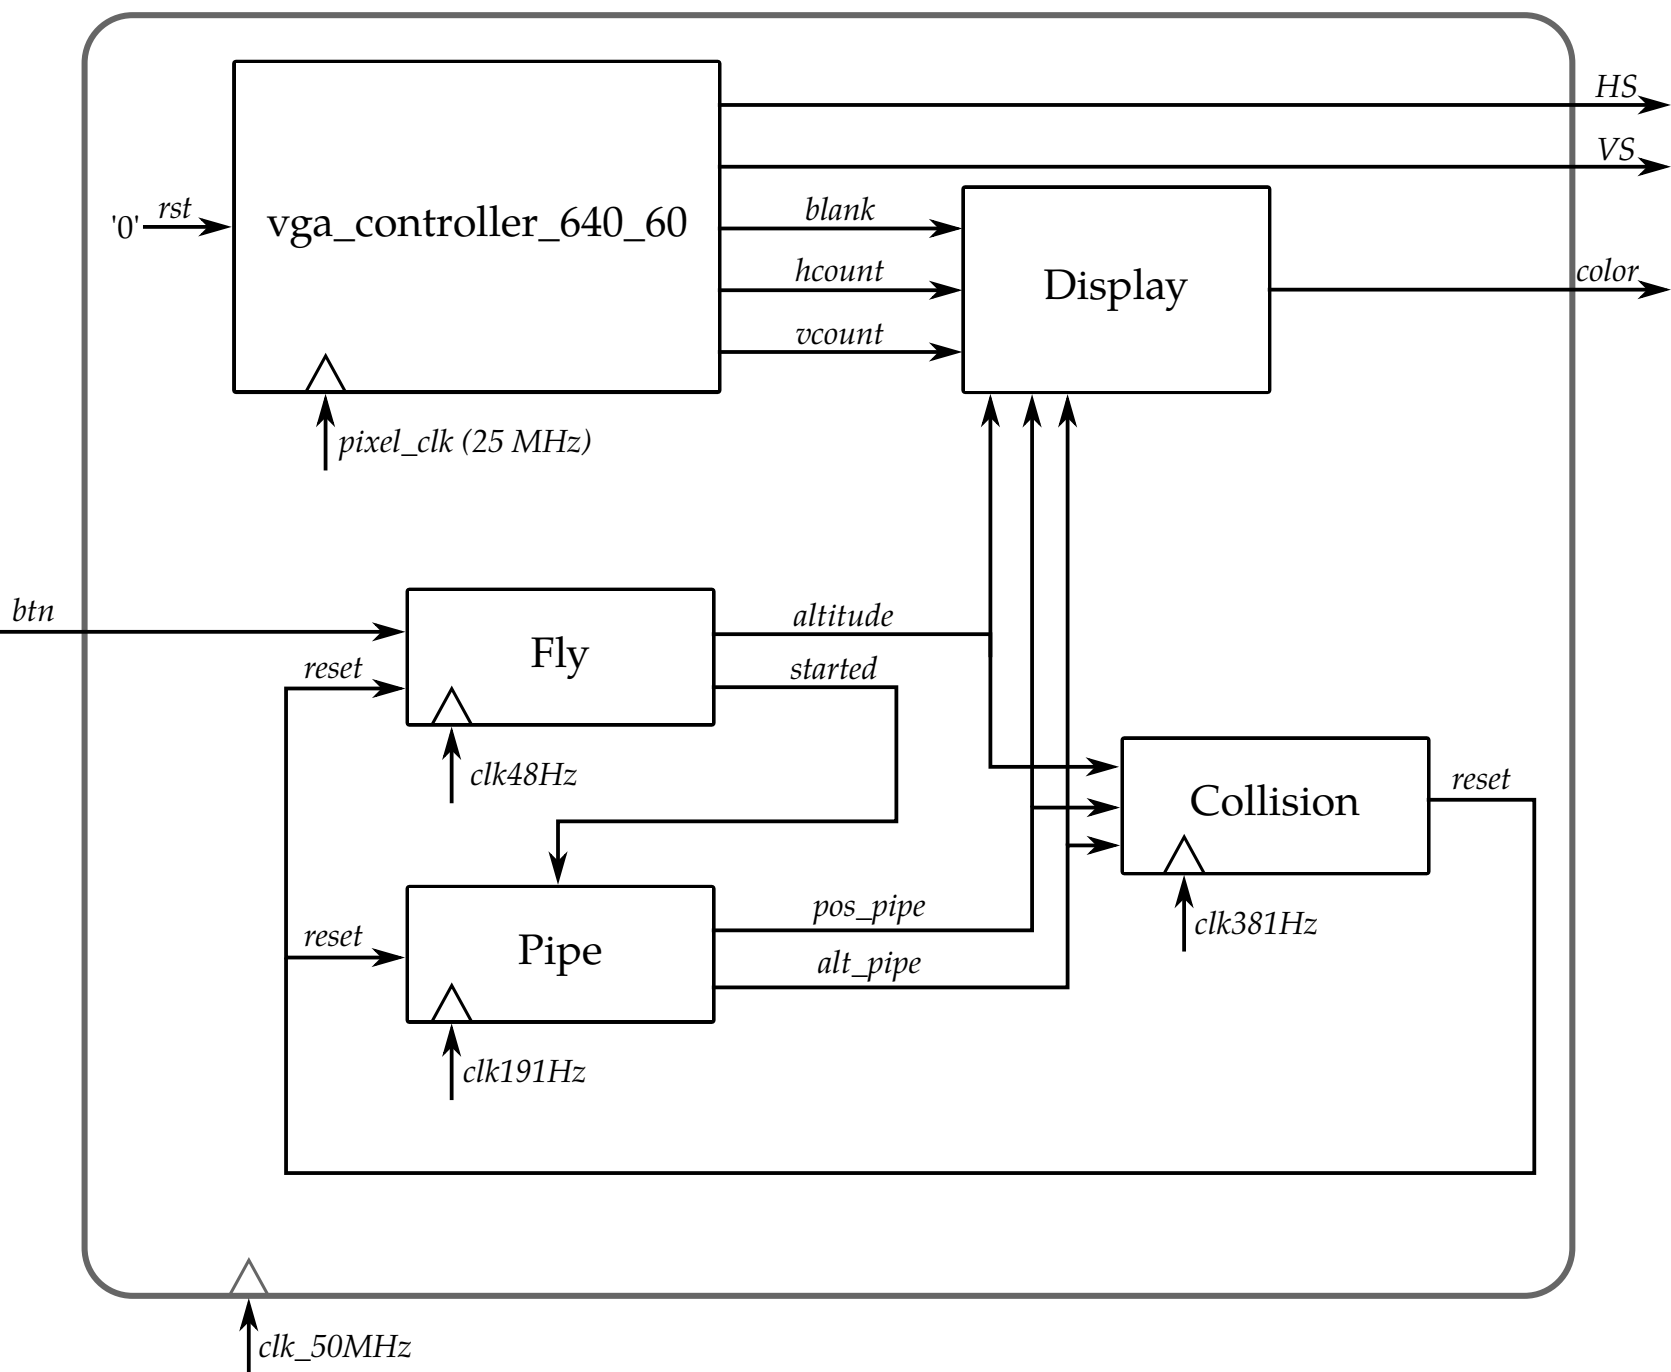 HS
VS
'0'
rst
vga_controller_640_60
blank
hcount
vcount
Display
color
pixel_clk (25 MHz)
btn
reset
Fly
altitude
started
clk48Hz
Collision
reset
clk381Hz
reset
Pipe
pos_pipe
alt_pipe
clk191Hz
clk_50MHz